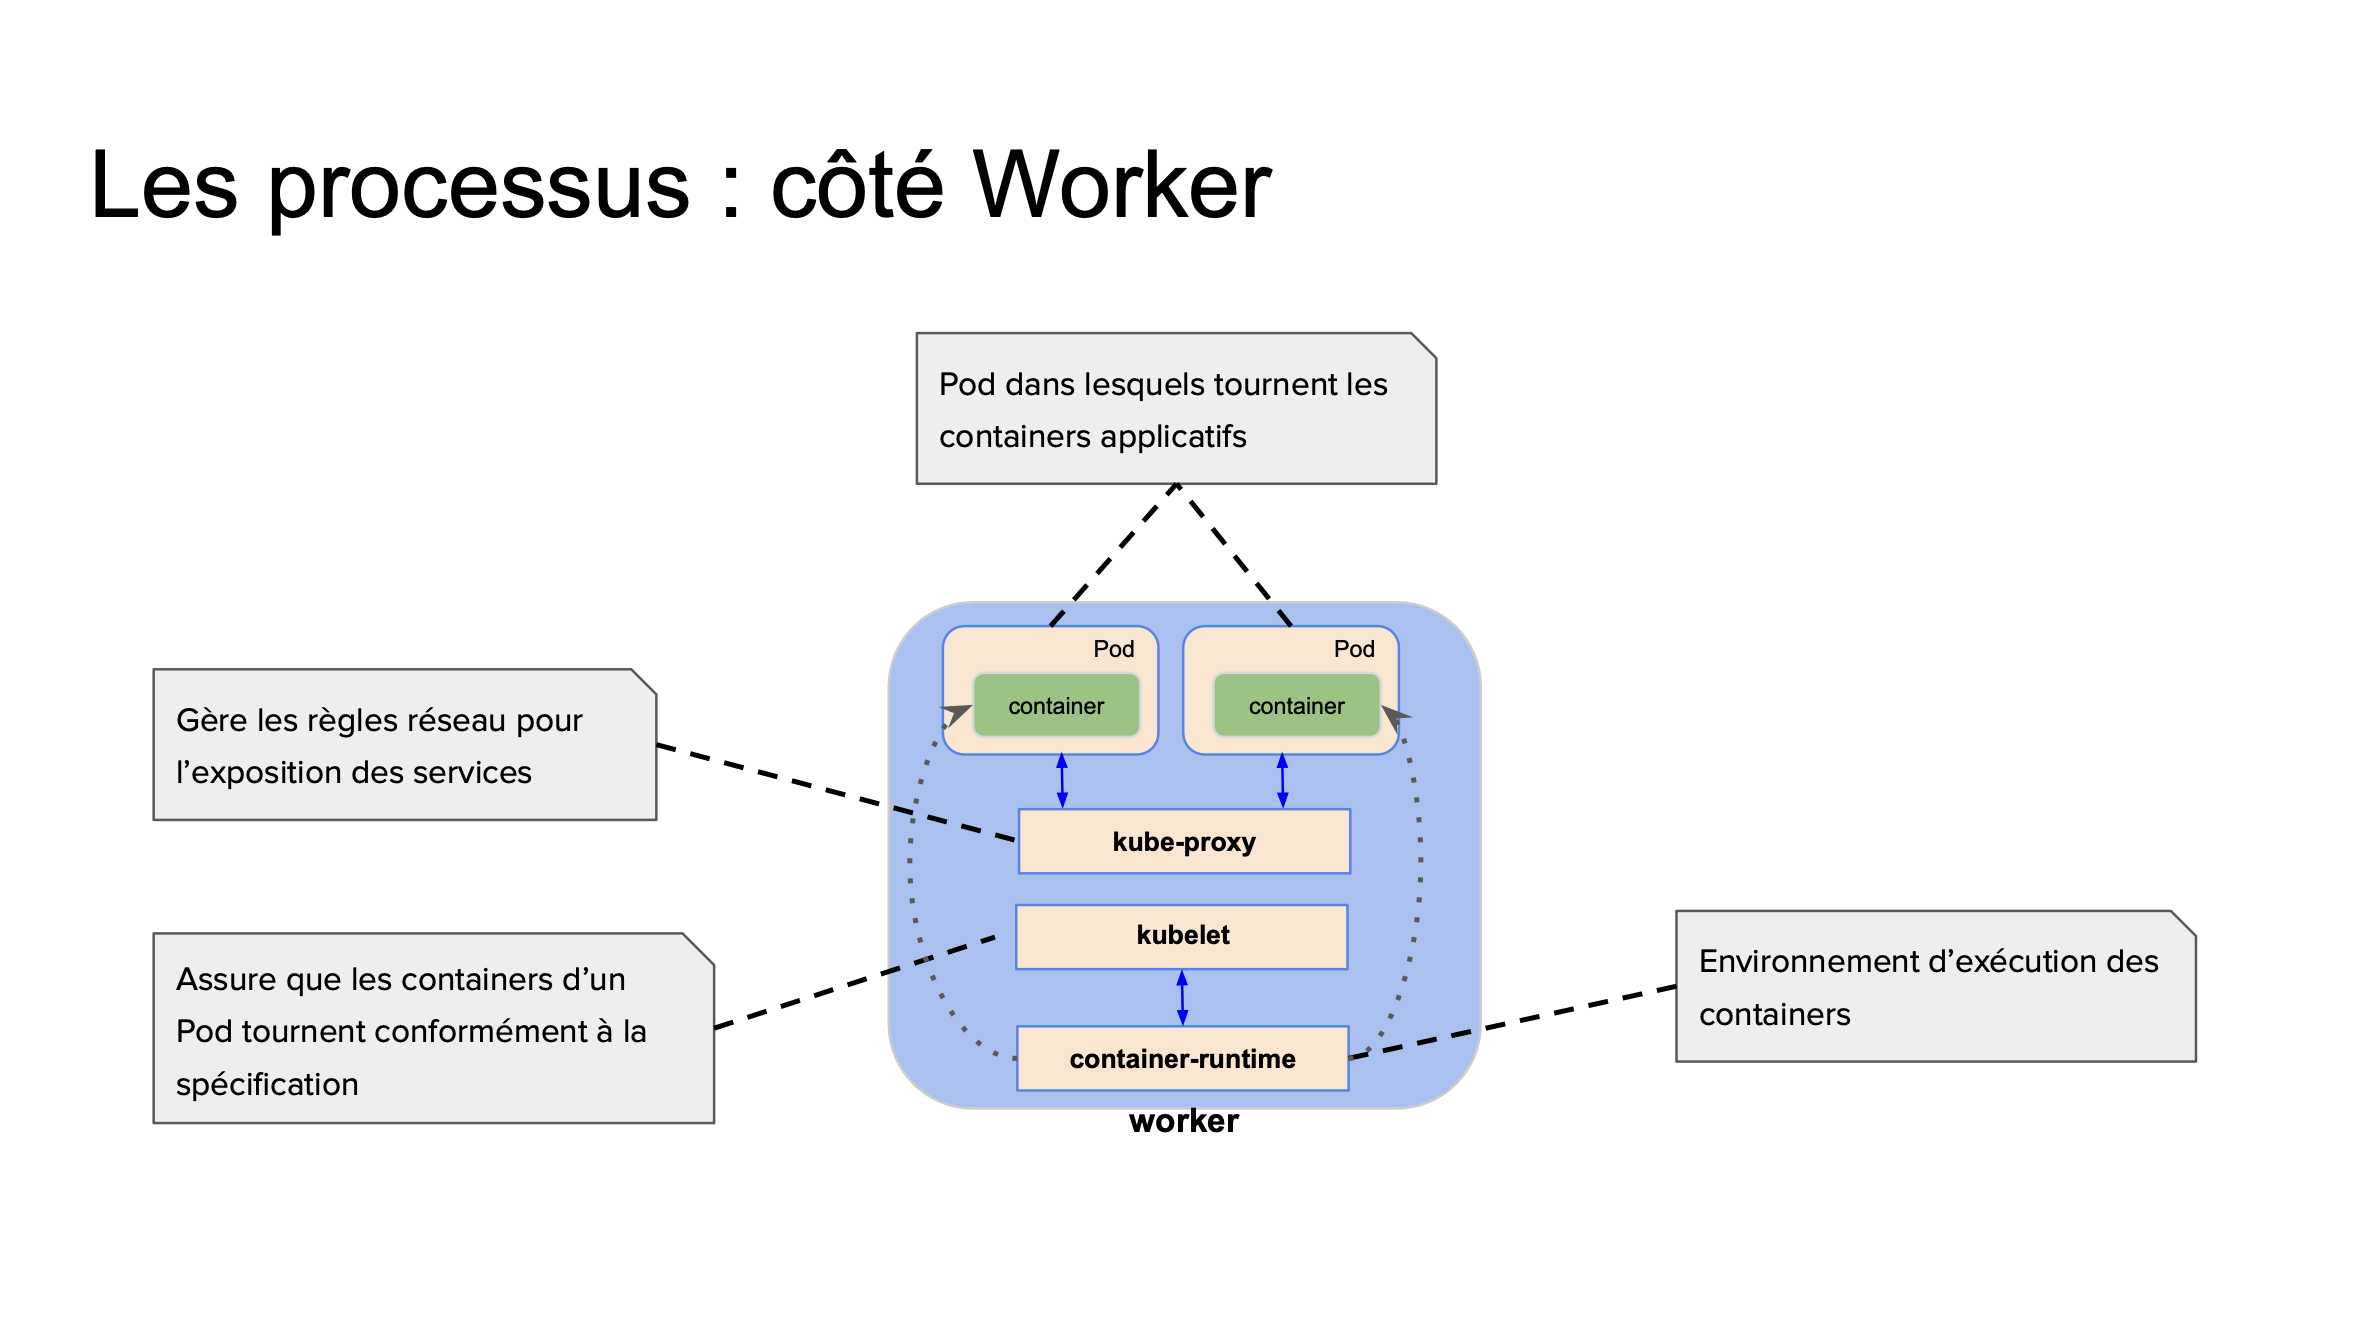 Les processus : côté Worker
Pod dans lesquels tournent les
containers applicatifs
Pod
Pod
container
container
Gère les règles réseau pour
l’exposition des services
kube-proxy
kubelet
Assure que les containers d’un
Pod tournent conformément à la
spécification
Environnement d’exécution des
containers
container-runtime
worker